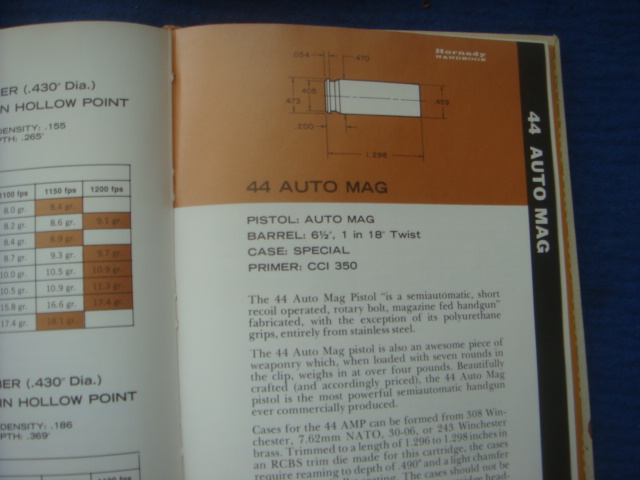 ER (.430" Dia.)
N HOLLOW POINT
DENSITY: .155
PTH: .265"
1100 fps 1150 fps 1200 fps
8.0 gr. 8.4 gr.
8.2 gr. 8.6 gr. 9.1 gr.
8.4 gr. 8.9 gr.
8.7 gr. 9.3 gr. 9.7 gr.
10.0 gr. 10.5 gr. 10.9 gr.
10.5 gr. 10.9 gr. 11.3 gr.
15.8 gr. 16.6 gr. 17.4 gr.
17.4 gr. 18.1 gr.
BER (.430" Dia.)
IN HOLLOW POINT
DENSITY: .186
PTH: .369"
Hornady
HANDBOOK
.054 .470
.405
.473
.200
1.298
44 AUTO MAG
44 AUTO MAG
PISTOL: AUTO MAG
BARREL: 6½", 1 in 18" Twist
CASE: SPECIAL
PRIMER: CCI 350
The 44 Auto Mag Pistol "is a semiautomatic, short
recoil operated, rotary bolt, magazine fed handgun"
fabricated, with the exception of its polyurethane
grips, entirely from stainless steel.
The 44 Auto Mag pistol is also an awesome piece of
weaponry which, when loaded with seven rounds in
the clip, weighs in at over four pounds. Beautifully
crafted (and accordingly priced), the 44 Auto Mag
pistol is the most powerful semiautomatic handgun
ever commercially produced.
Cases for the 44 AMP can be formed from 308 Win-
chester, 7.62mm NATO, 30-06, or 243 Winchester
brass. Trimmed to a length of 1.296 to 1.298 inches in
an RCBS trim die made for this cartridge, the cases
require reaming to depth of .490" and a light chamfer
The cases should not be